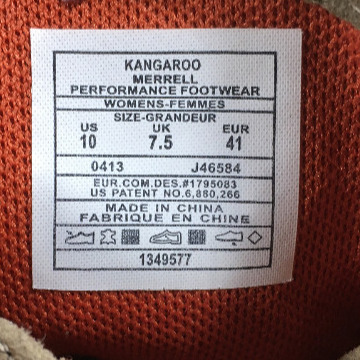 KANGAROO
MERRELL
PERFORMANCE FOOTWEAR
WOMENS-FEMMES
SIZE-GRANDEUR
US UK EUR
10 7.5 41
0413 J46584
EUR.COM.DES.#1795083
US PATENT NO.6,880,266
MADE IN CHINA
FABRIQUE EN CHINE
1349577